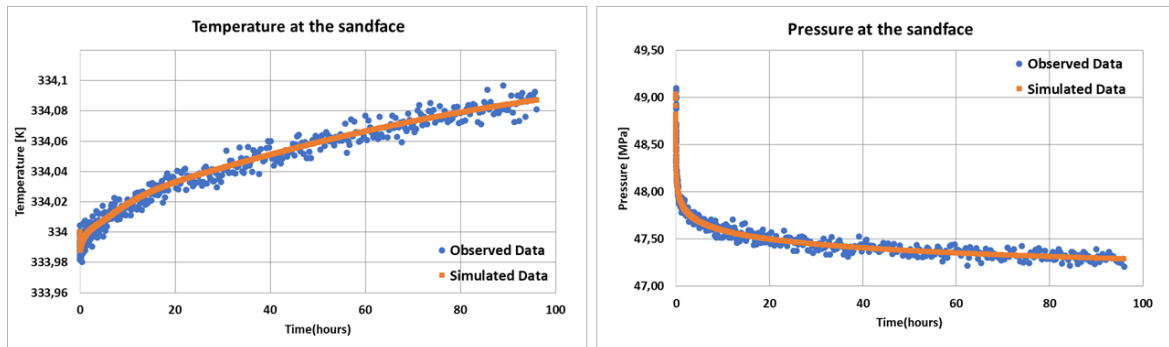 Temperature at the sandface
334,1
334,08
334,06
334,04
334,02
334
333,98
333,96
Temperature [K]
0
20
40
60
80
100
Time(hours)
Observed Data
Simulated Data
Pressure at the sandface
49,50
49,00
48,50
48,00
47,50
47,00
Pressure [MPa]
0
20
40
60
80
100
Time(hours)
Observed Data
Simulated Data